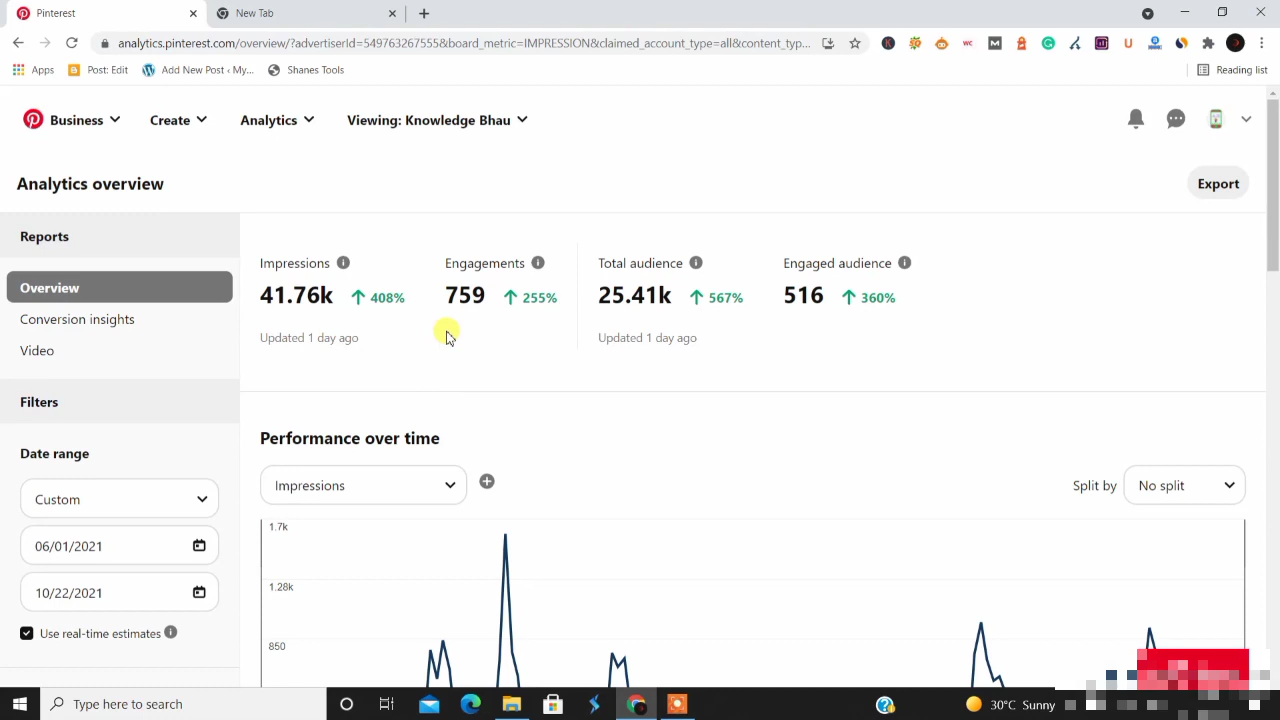 Pinterest
New Tab
analytics.pinterest.com/overview/?advertiserId=549763267555&board_metric=IMPRESSION&claimed_account_type=all&content_typ...
Apps
Post: Edit
Add New Post ‹ My...
Shanes Tools
Reading list
Business
Create
Analytics
Viewing: Knowledge Bhau
Analytics overview
Export
Reports
Overview
Conversion insights
Video
Filters
Date range
Custom
06/01/2021
10/22/2021
Use real-time estimates
Impressions
41.76k 408%
Updated 1 day ago
Engagements
759 255%
Total audience
25.41k 567%
Updated 1 day ago
Engaged audience
516 360%
Performance over time
Impressions
Split by
No split
1.7k
1.28k
850
Type here to search
30°C Sunny